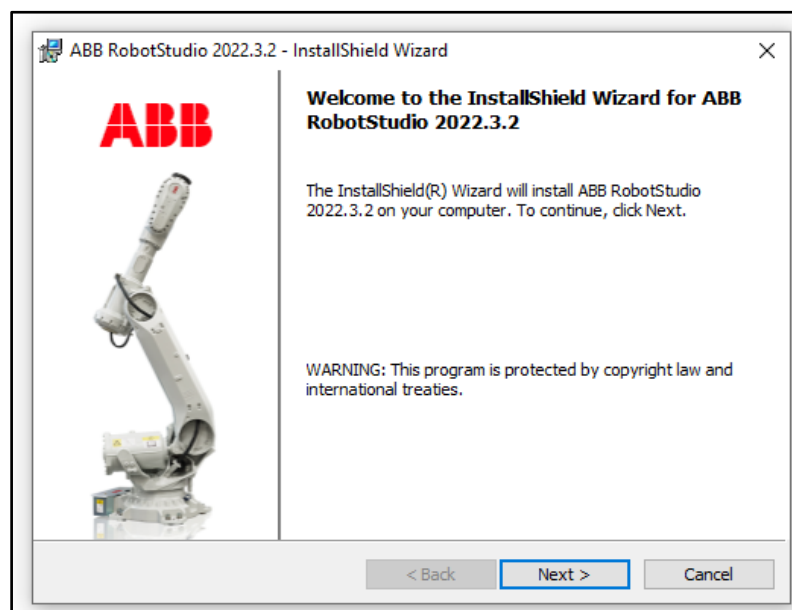 ABB RobotStudio 2022.3.2 - InstallShield Wizard
ABB
Welcome to the InstallShield Wizard for ABB
RobotStudio 2022.3.2
The InstallShield(R) Wizard will install ABB RobotStudio
2022.3.2 on your computer. To continue, click Next.
WARNING: This program is protected by copyright law and
international treaties.
< Back
Next >
Cancel